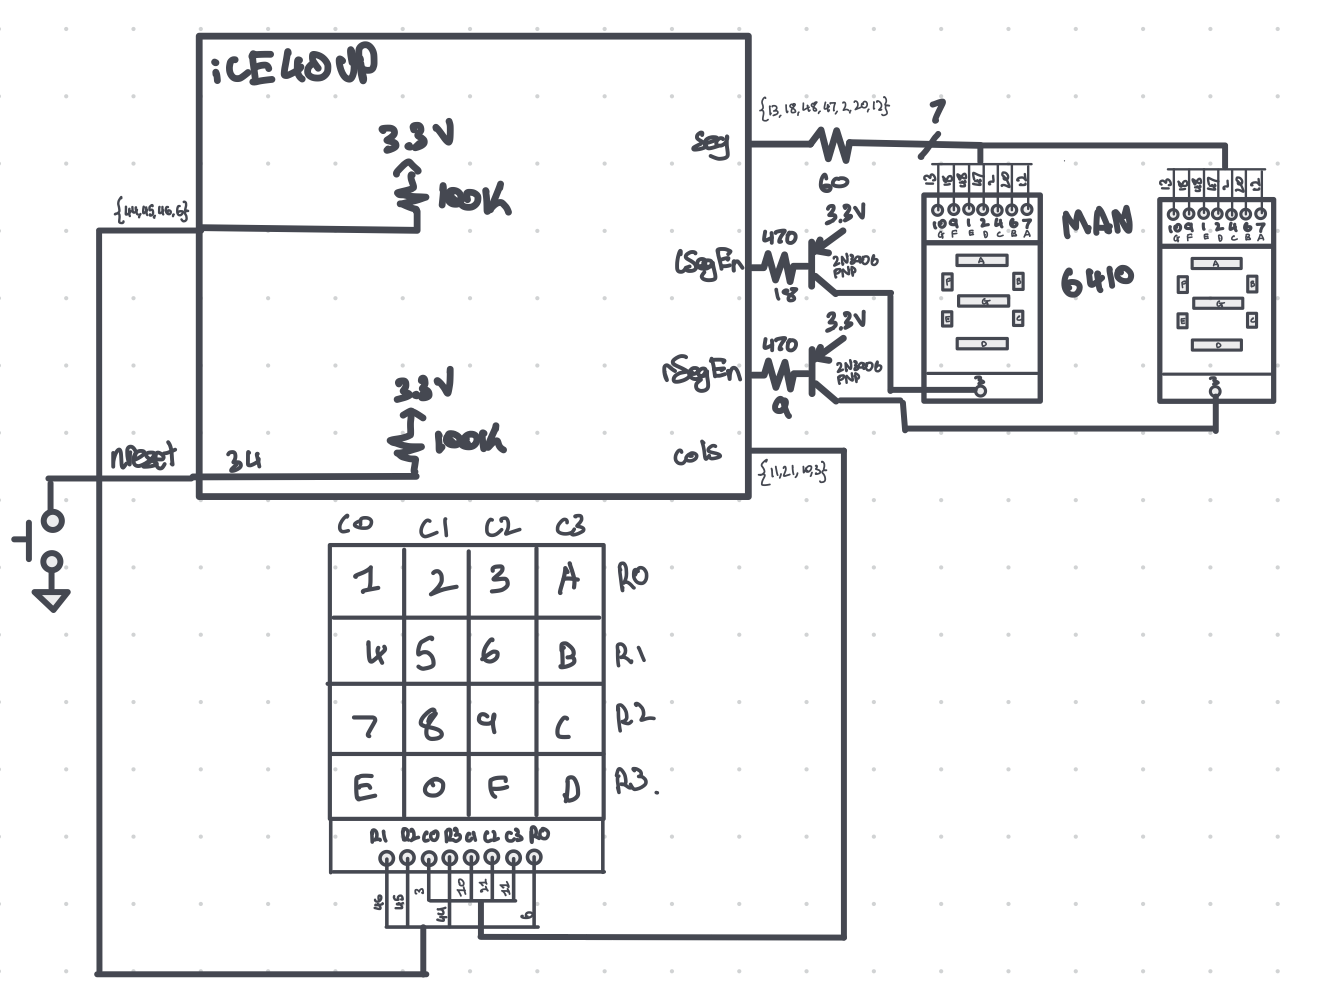 iCE40UP
3.3V
100K
{44,45,46,6}
seg
{13,18,48,47,2,20,12}
7
60
CSegEn
470
18
3.3V
2N3906
PNP
nSegEn
470
9
3.3V
2N3906
PNP
3.3V
100K
nReset
34
cols
{11,21,10,3}
13 18 48 47 2 20 12
10 9 1 2 4 6 7
G F E D C B A
A
F B
G
E C
D
3
MAN
6410
13 18 48 47 2 20 12
10 9 1 2 4 6 7
G F E D C B A
A
F B
G
E C
D
3
C0 C1 C2 C3
1 2 3 A R0
4 5 6 B R1
7 8 9 C R2
E 0 F D R3.
R1 R2 C0 R3 C1 C2 C3 R0
46 45 3 44 10 21 11 6